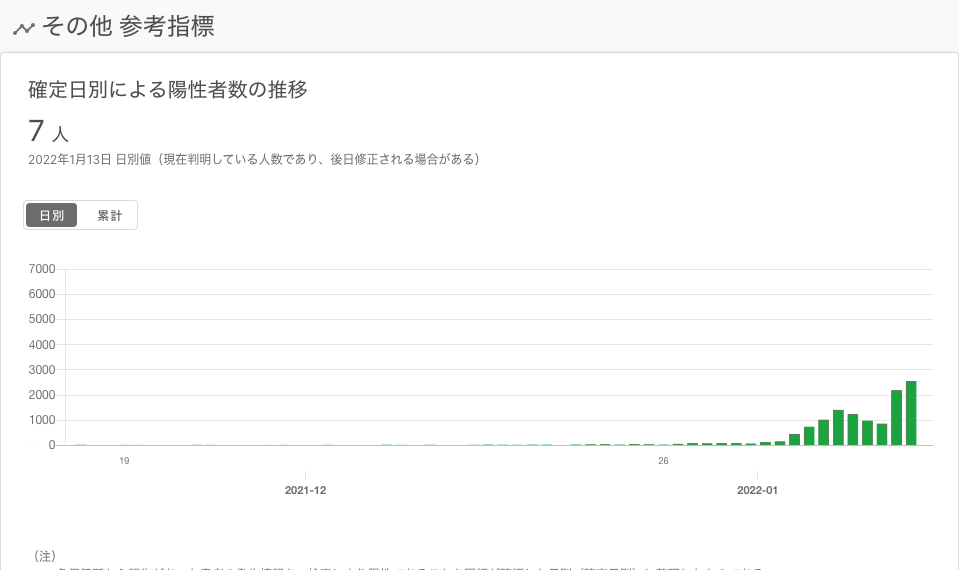 その他 参考指標
確定日別による陽性者数の推移
7 人
2022年1月13日 日別値（現在判明している人数であり、後日修正される場合がある）
日別 累計
7000
6000
5000
4000
3000
2000
1000
0
19 26
2021-12 2022-01
（注）